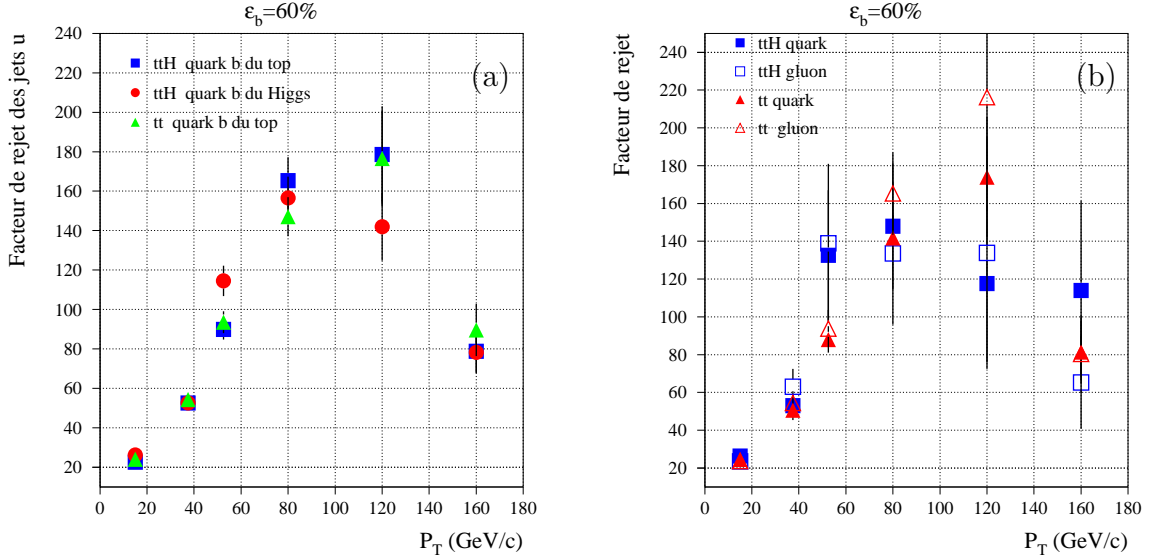 ε_b=60%
Facteur de rejet des jets u
240
220
200
180
160
140
120
100
80
60
40
20
ttH quark b du top
ttH quark b du Higgs
tt quark b du top
(a)
0 20 40 60 80 100 120 140 160 180
P_T (GeV/c)
ε_b=60%
Facteur de rejet
240
220
200
180
160
140
120
100
80
60
40
20
ttH quark
ttH gluon
tt quark
tt gluon
(b)
0 20 40 60 80 100 120 140 160 180
P_T (GeV/c)